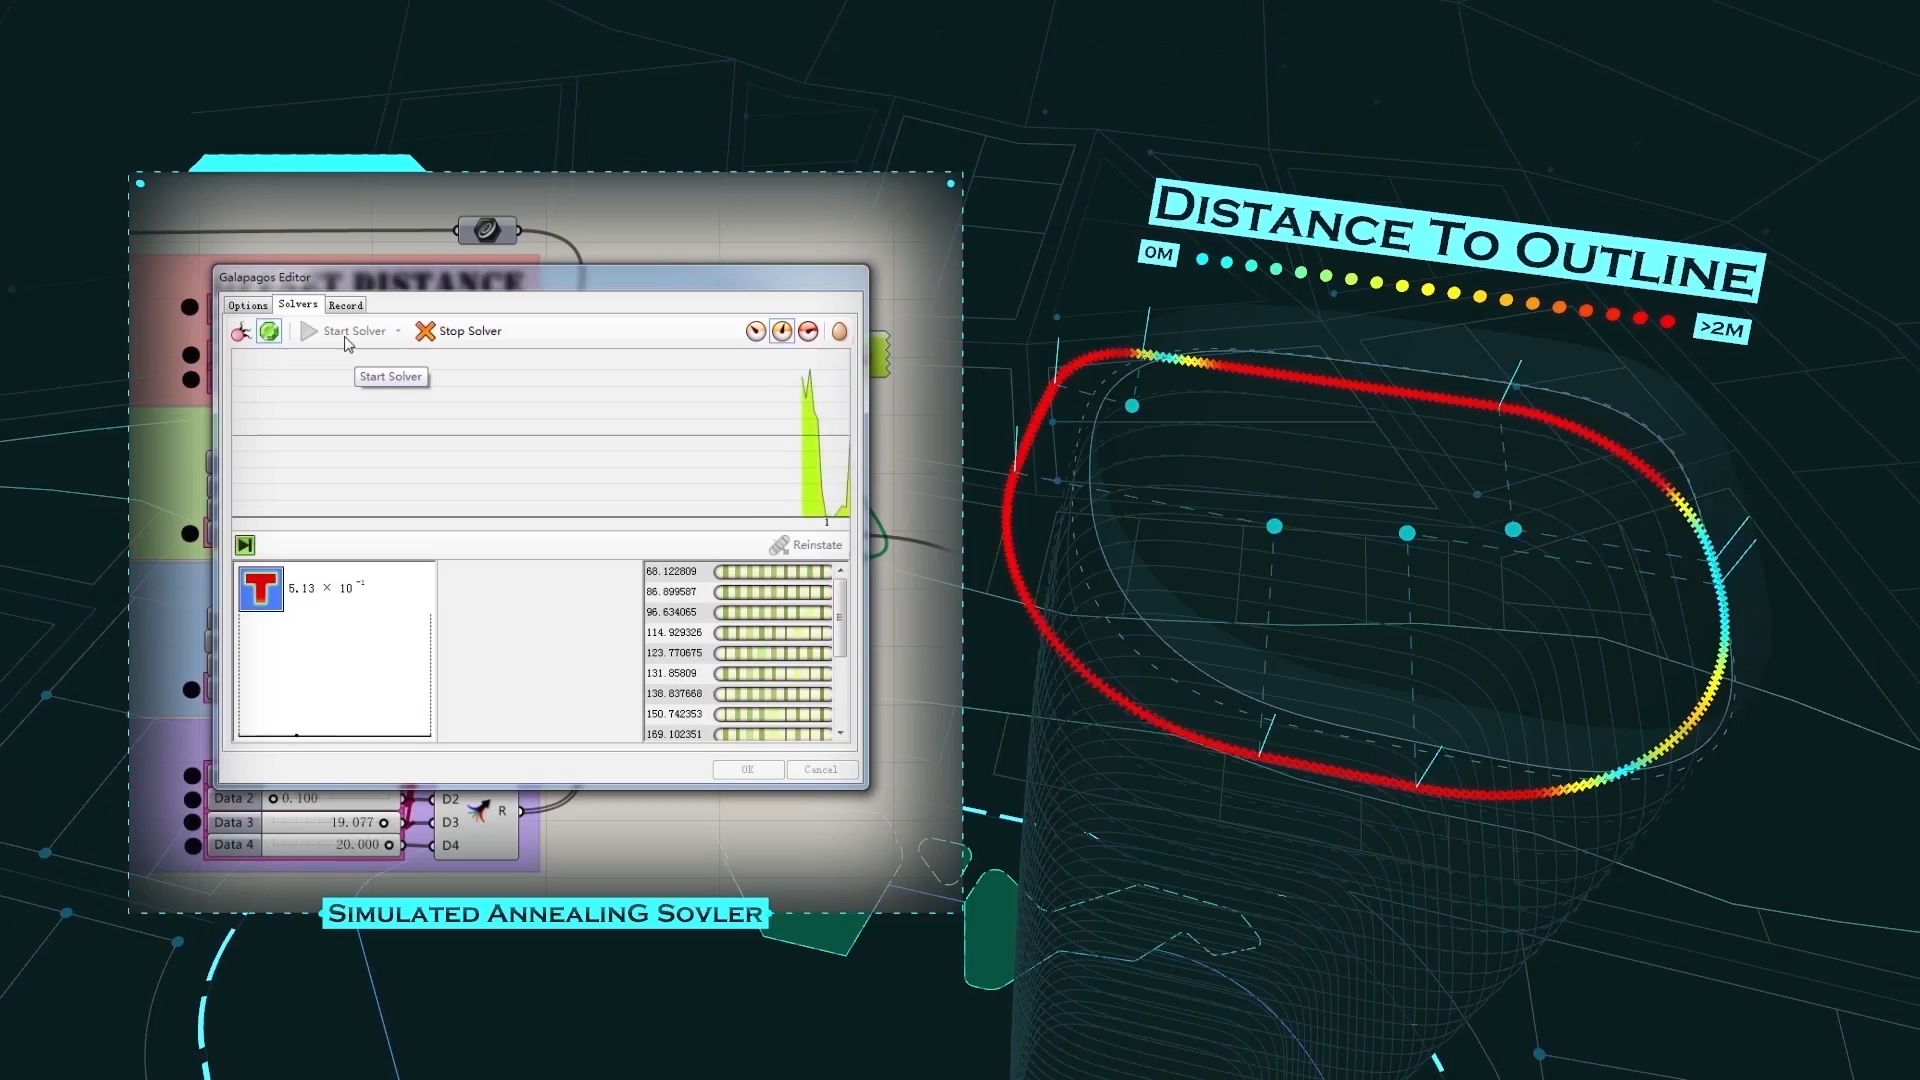 DISTANCE TO OUTLINE
0M
>2M
DISTANCE
Galapagos Editor
Options Solvers Record
Start Solver Stop Solver
Start Solver
1
Reinstate
5.13 × 10 -1
68.122809
86.899587
96.634065
114.929326
123.770675
131.85809
138.837668
150.742353
169.102351
OK Cancel
Data 2 0.100 D2
R
Data 3 19.077 D3
Data 4 20.000 D4
SIMULATED ANNEALING SOVLER